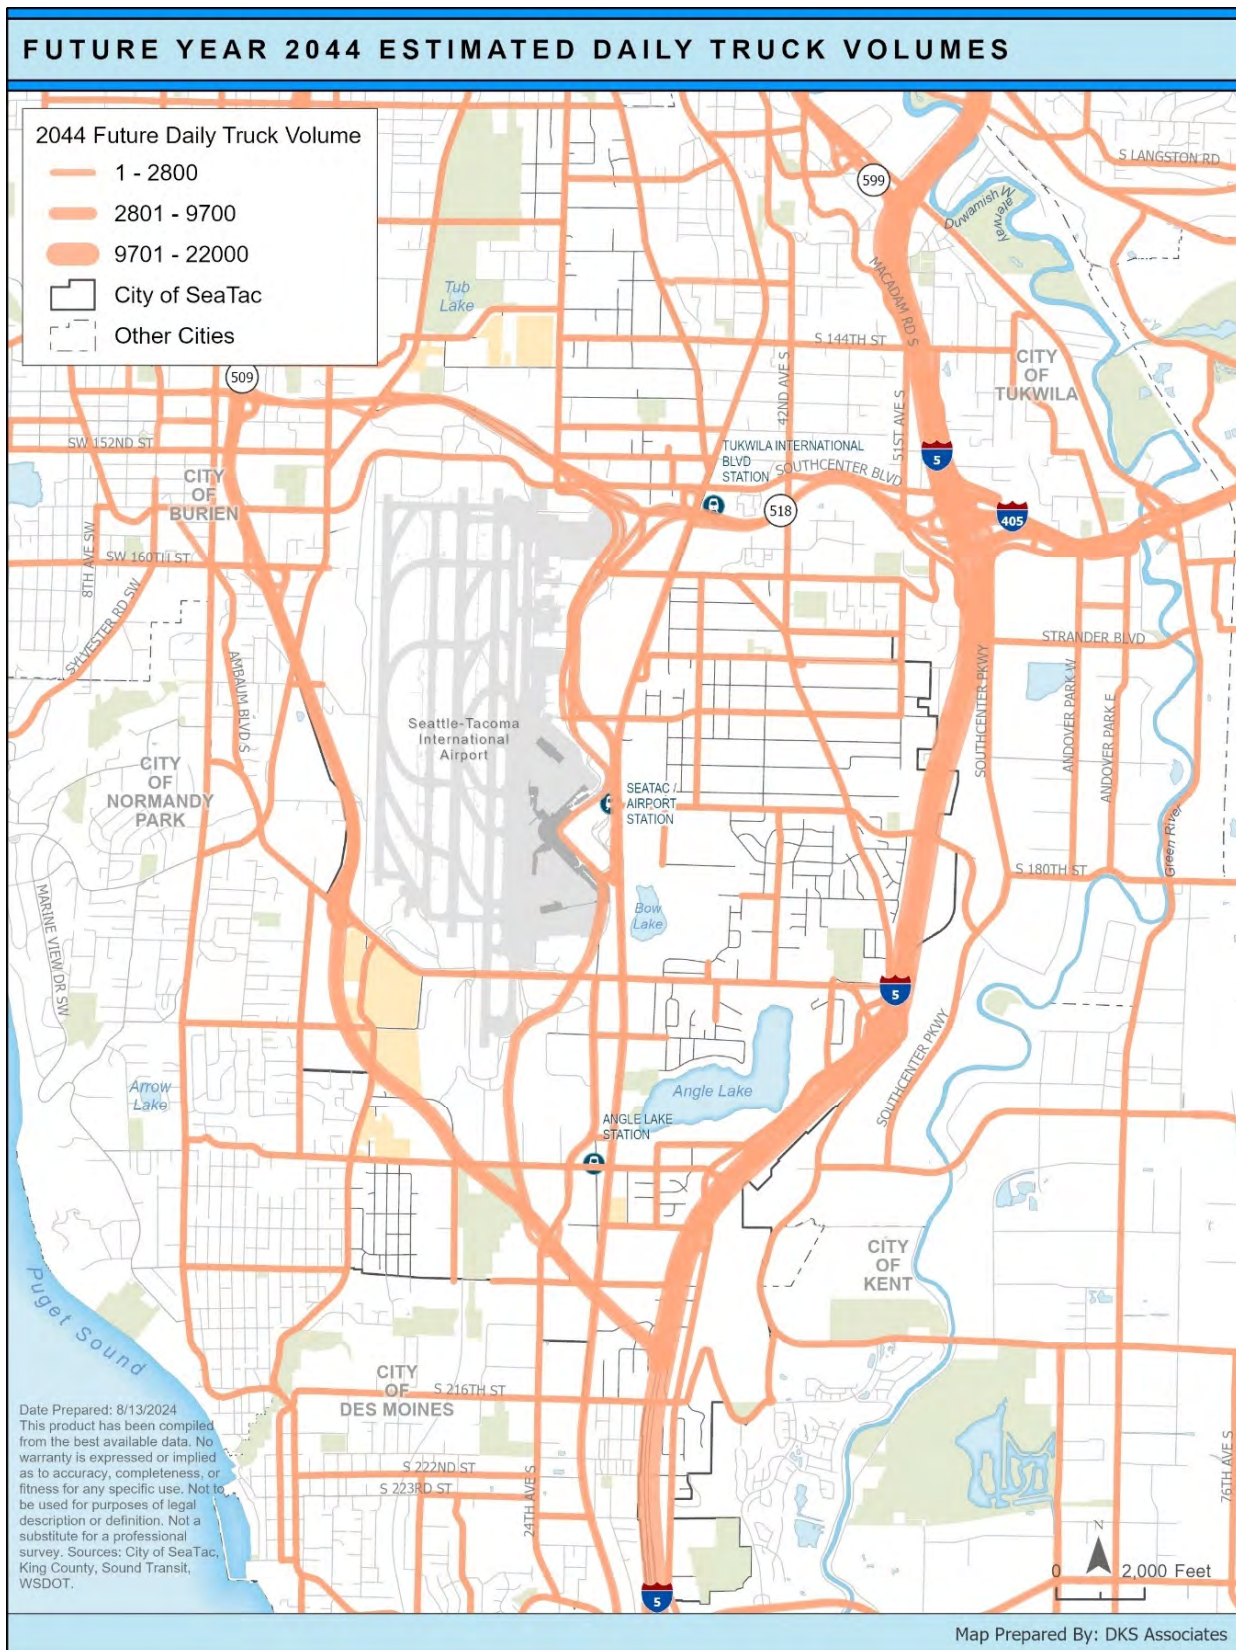 FUTURE YEAR 2044 ESTIMATED DAILY TRUCK VOLUMES
2044 Future Daily Truck Volume
1 - 2800
2801 - 9700
9701 - 22000
City of SeaTac
Other Cities
599
S LANGSTON RD
Duwamish Waterway
Tub
Lake
MACADAM RD S
S 144TH ST
CITY
OF
TUKWILA
509
42ND AVE S
51ST AVE S
SW 152ND ST
TUKWILA INTERNATIONAL
BLVD
STATION
SOUTHCENTER BLVD
5
CITY
OF
BURIEN
518
405
8TH AVE SW
SW 160TH ST
SYLVESTER RD SW
AMBAUM BLVD S
STRANDER BLVD
SOUTHCENTER PKWY
ANDOVER PARK W
ANDOVER PARK E
Seattle-Tacoma
International
Airport
CITY
OF
NORMANDY
PARK
SEATAC /
AIRPORT
STATION
Green River
S 180TH ST
MARINE VIEW DR SW
Bow
Lake
5
SOUTHCENTER PKWY
Arrow
Lake
Angle Lake
ANGLE LAKE
STATION
CITY
OF
KENT
Puget Sound
CITY
OF
DES MOINES
S 216TH ST
Date Prepared: 8/13/2024
This product has been compiled
from the best available data. No
warranty is expressed or implied
as to accuracy, completeness, or
fitness for any specific use. Not to
be used for purposes of legal
description or definition. Not a
substitute for a professional
survey. Sources: City of SeaTac,
King County, Sound Transit,
WSDOT.
S 222ND ST
S 223RD ST
24TH AVE S
76TH AVE S
N
0 2,000 Feet
5
Map Prepared By: DKS Associates